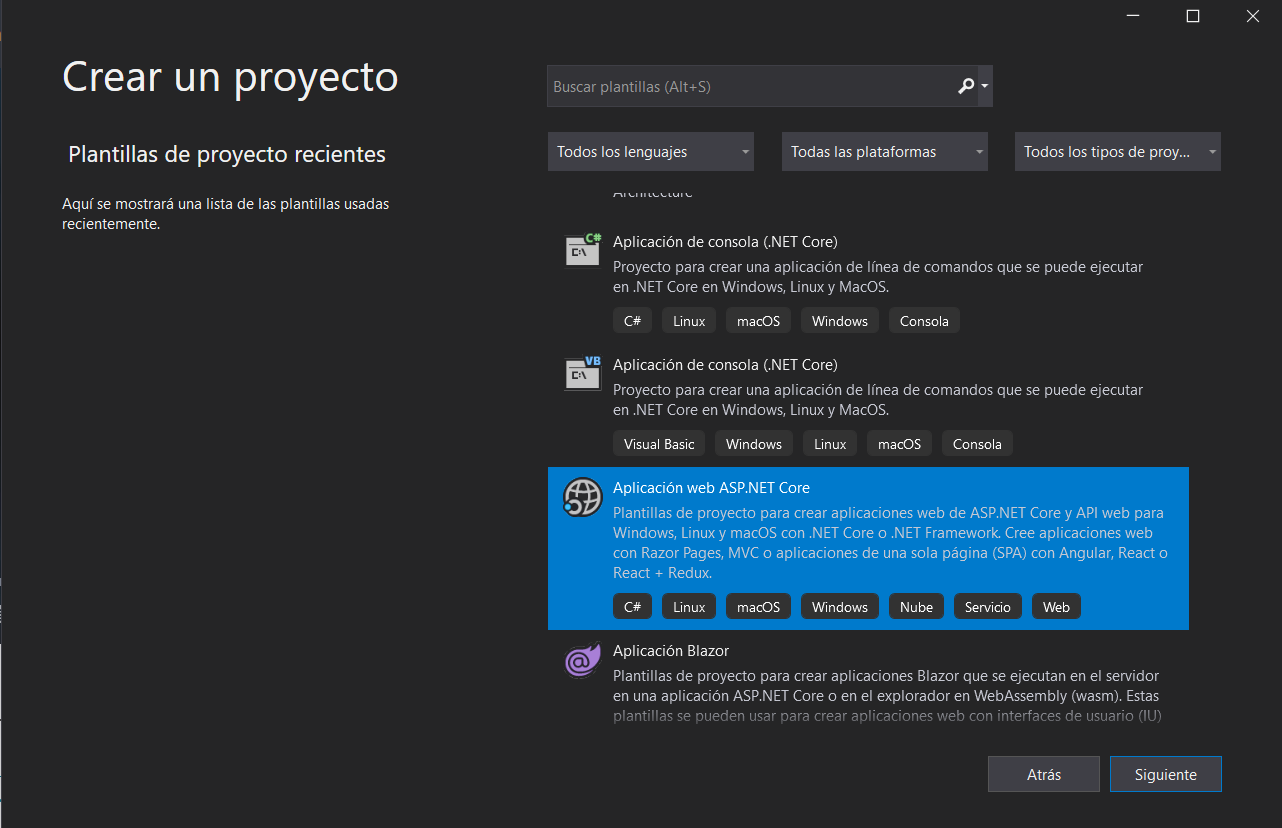 Crear un proyecto
Plantillas de proyecto recientes
Aquí se mostrará una lista de las plantillas usadas
recientemente.
Buscar plantillas (Alt+S)
Todos los lenguajes
Todas las plataformas
Todos los tipos de proy...
Architecture
C#
Aplicación de consola (.NET Core)
Proyecto para crear una aplicación de línea de comandos que se puede ejecutar
en .NET Core en Windows, Linux y MacOS.
C# Linux macOS Windows Consola
VB
Aplicación de consola (.NET Core)
Proyecto para crear una aplicación de línea de comandos que se puede ejecutar
en .NET Core en Windows, Linux y MacOS.
Visual Basic Windows Linux macOS Consola
Aplicación web ASP.NET Core
Plantillas de proyecto para crear aplicaciones web de ASP.NET Core y API web para
Windows, Linux y macOS con .NET Core o .NET Framework. Cree aplicaciones web
con Razor Pages, MVC o aplicaciones de una sola página (SPA) con Angular, React o
React + Redux.
C# Linux macOS Windows Nube Servicio Web
Aplicación Blazor
Plantillas de proyecto para crear aplicaciones Blazor que se ejecutan en el servidor
en una aplicación ASP.NET Core o en el explorador en WebAssembly (wasm). Estas
plantillas se pueden usar para crear aplicaciones web con interfaces de usuario (IU)
Atrás
Siguiente